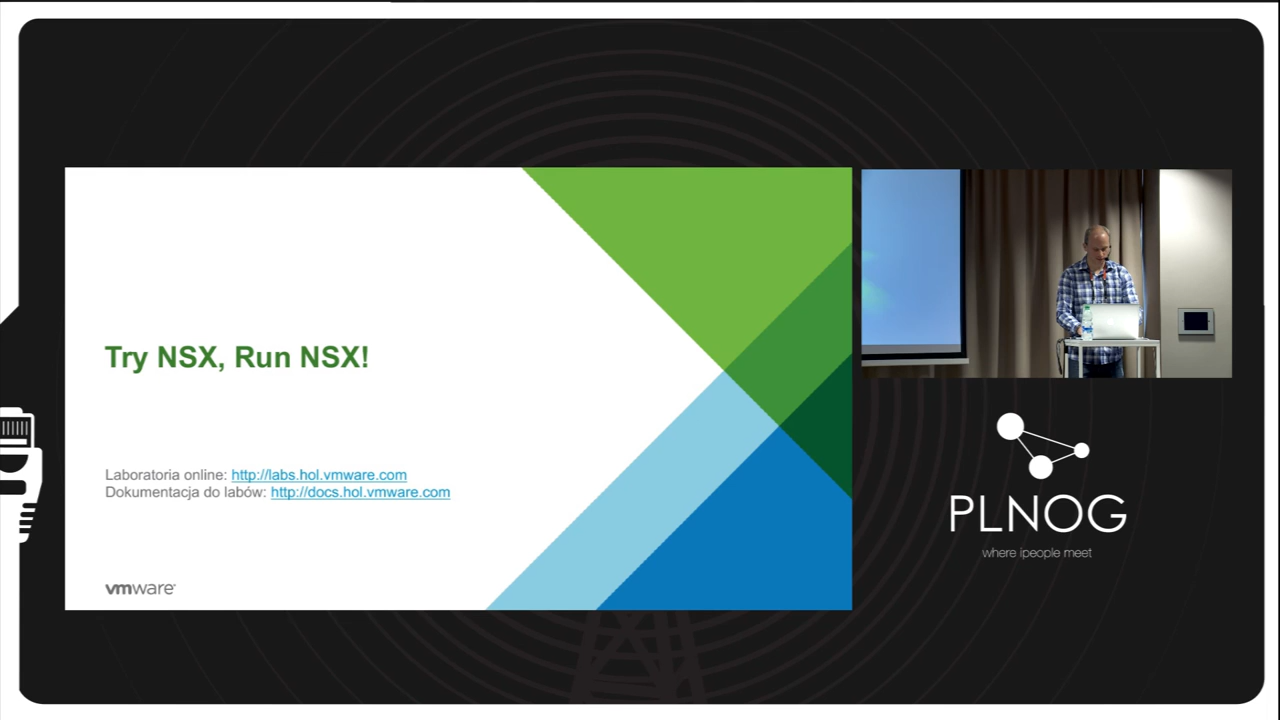 Try NSX, Run NSX!
Laboratoria online: http://labs.hol.vmware.com
Dokumentacja do labów: http://docs.hol.vmware.com
vmware
PLNOG
where ipeople meet